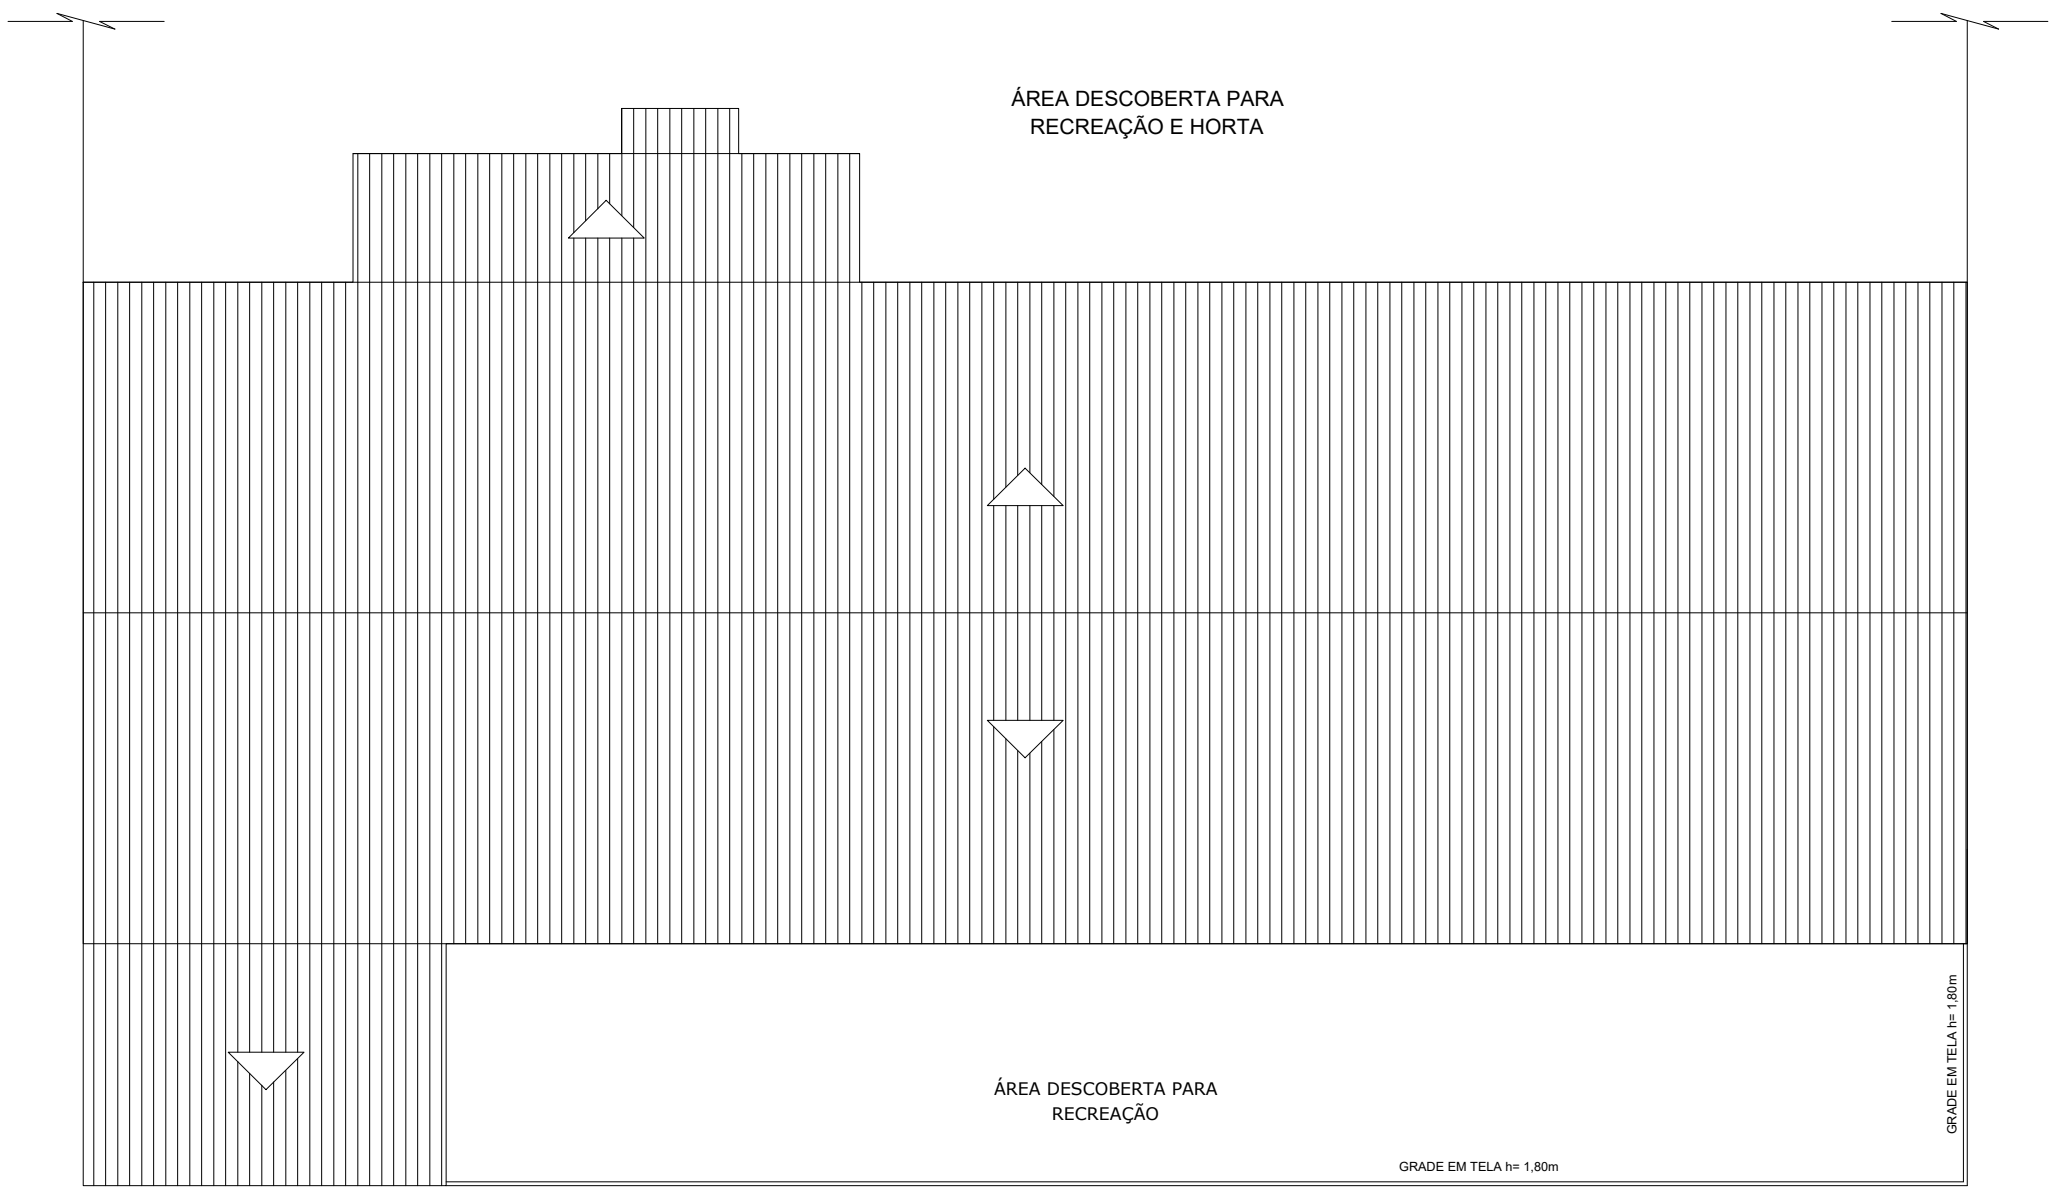 ÁREA DESCOBERTA PARA
RECREAÇÃO E HORTA
GRADE EM TELA h= 1,80m
ÁREA DESCOBERTA PARA
RECREAÇÃO
GRADE EM TELA h= 1,80m